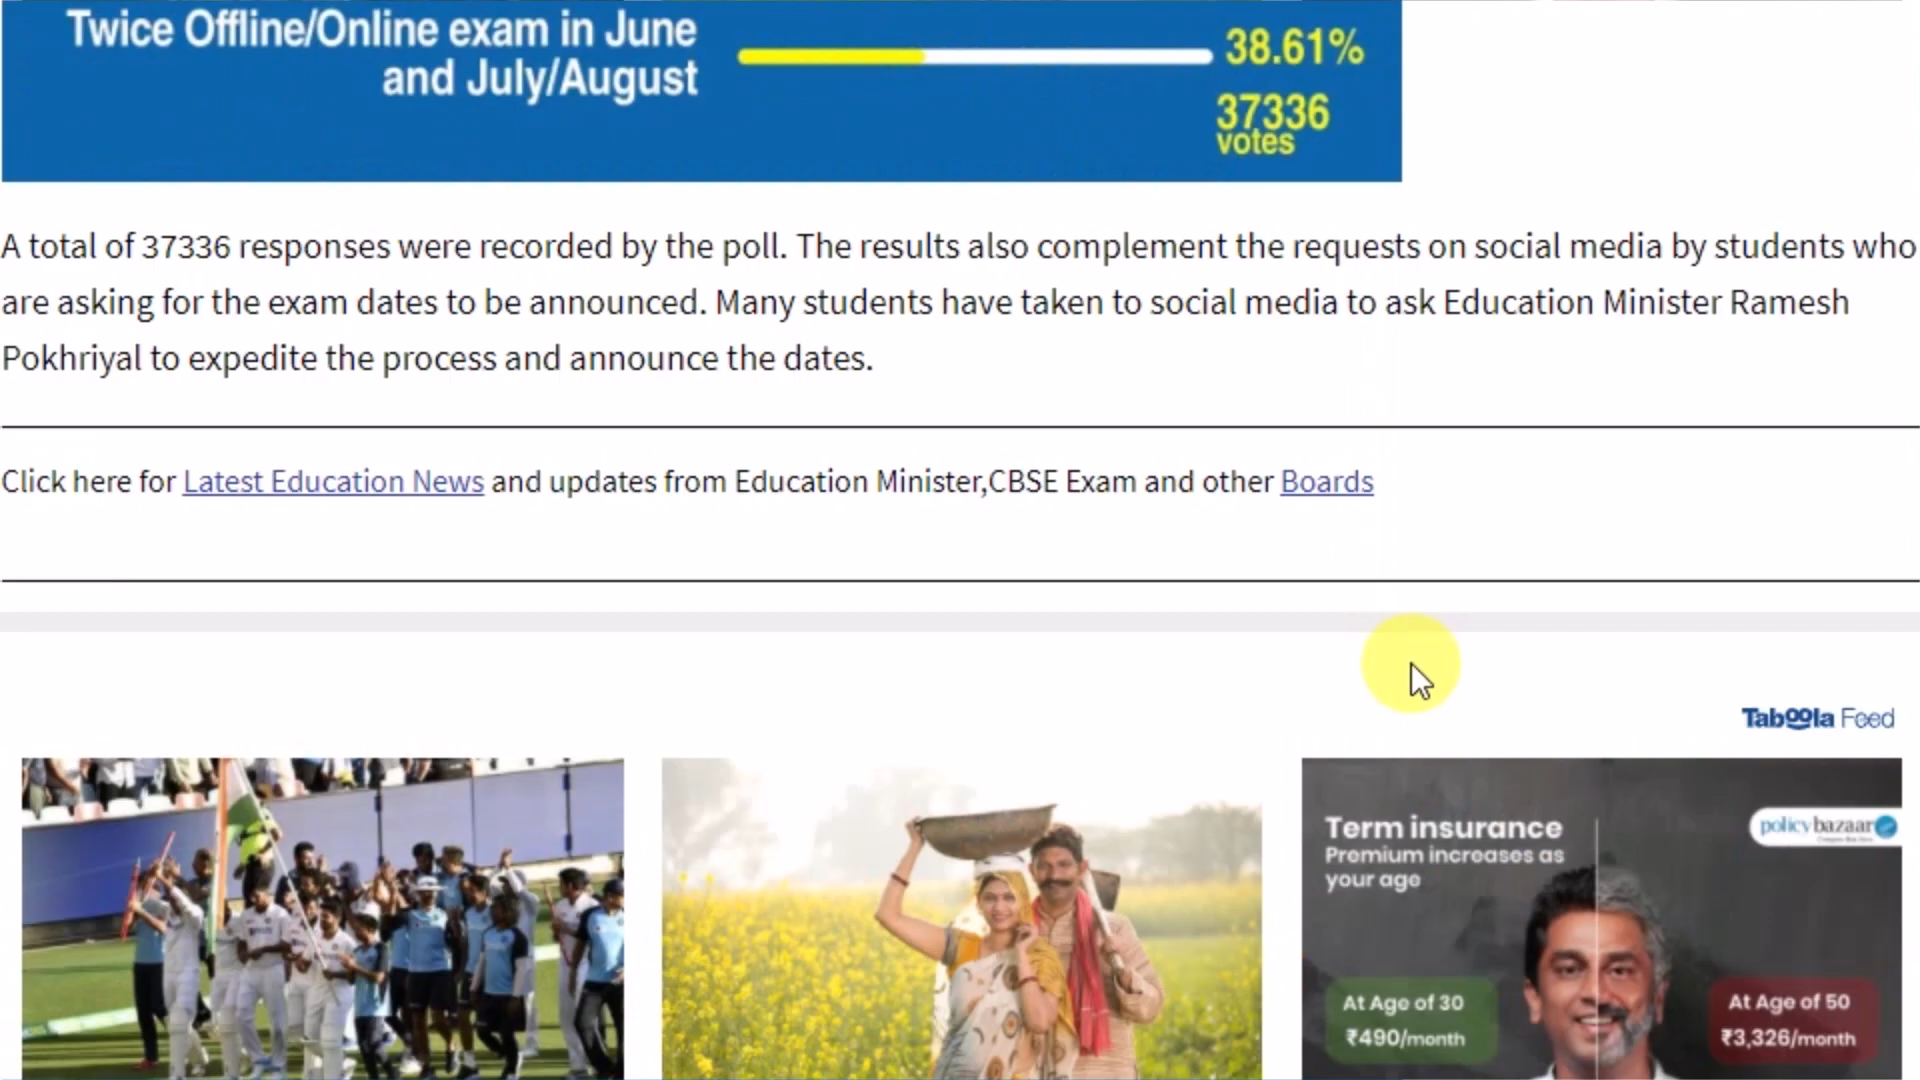 Twice Offline/Online exam in June
and July/August
38.61%
37336
votes
A total of 37336 responses were recorded by the poll. The results also complement the requests on social media by students who
are asking for the exam dates to be announced. Many students have taken to social media to ask Education Minister Ramesh
Pokhriyal to expedite the process and announce the dates.
Click here for Latest Education News and updates from Education Minister,CBSE Exam and other Boards
Taboola Feed
Term insurance
Premium increases as
your age
policybazaar
At Age of 30
₹490/month
At Age of 50
₹3,326/month